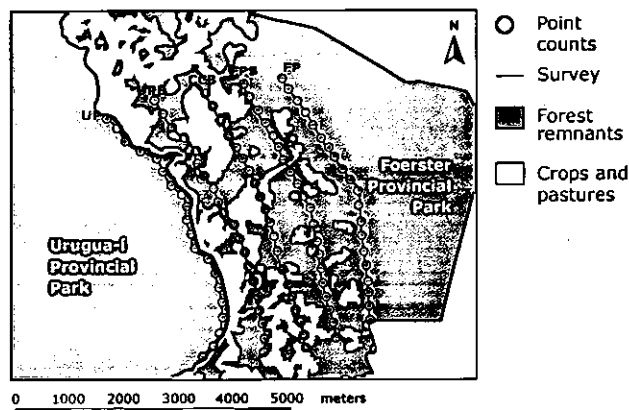 N
FP
UP
Foerster
Provincial
Park
Urugua-í
Provincial
Park
0 1000 2000 3000 4000 5000 meters
Point
counts
Survey
Forest
remnants
Crops and
pastures